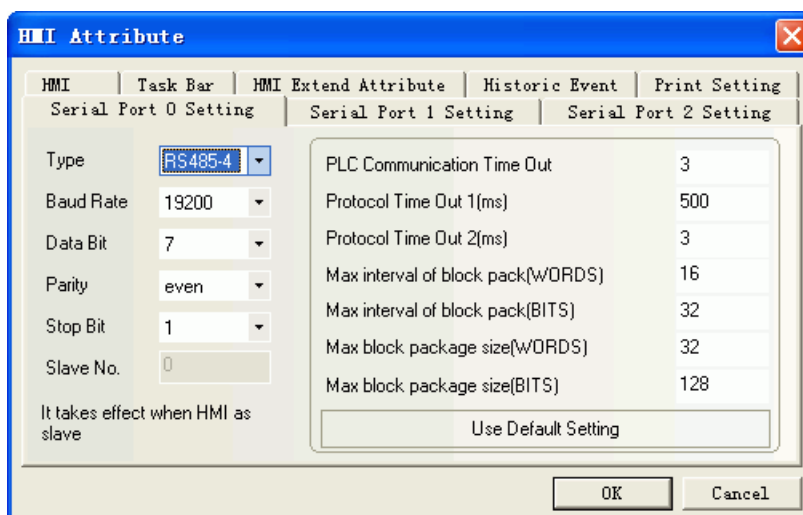 HMI Attribute
HMI Task Bar HMI Extend Attribute Historic Event Print Setting
Serial Port 0 Setting Serial Port 1 Setting Serial Port 2 Setting
Type RS485-4
Baud Rate 19200
Data Bit 7
Parity even
Stop Bit 1
Slave No. 0
It takes effect when HMI as
slave
PLC Communication Time Out 3
Protocol Time Out 1(ms) 500
Protocol Time Out 2(ms) 3
Max interval of block pack(WORDS) 16
Max interval of block pack(BITS) 32
Max block package size(WORDS) 32
Max block package size(BITS) 128
Use Default Setting
OK Cancel